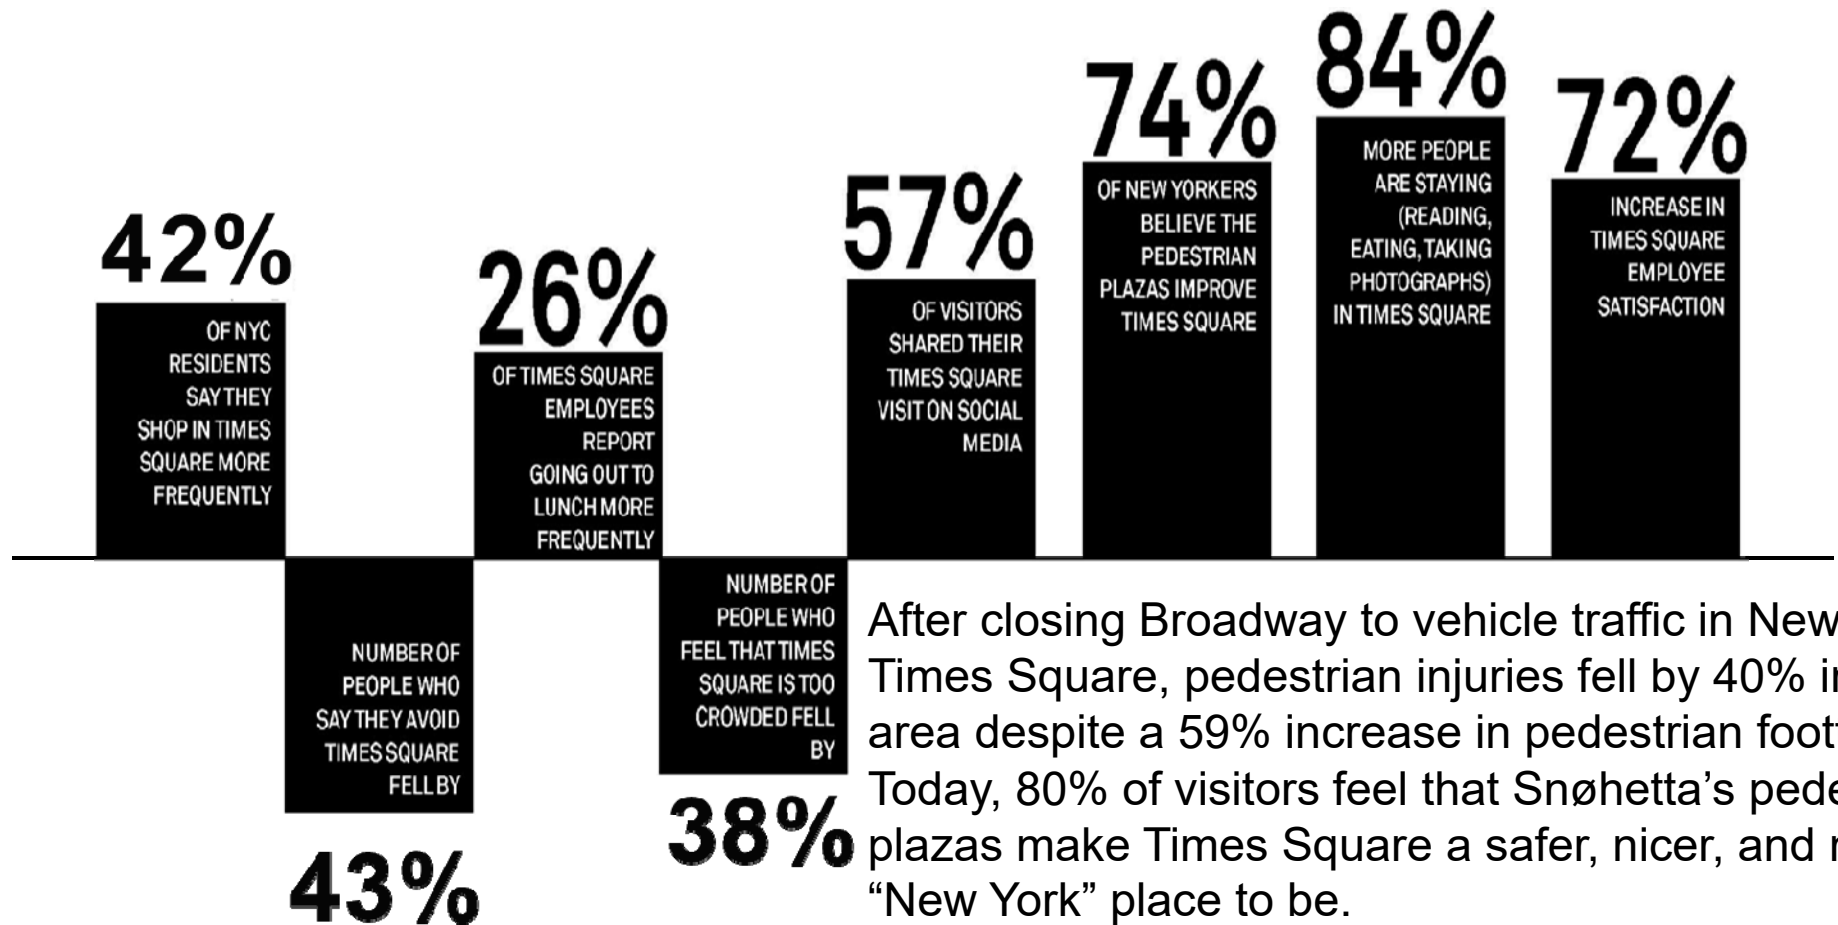 42%
OF NYC
RESIDENTS
SAY THEY
SHOP IN TIMES
SQUARE MORE
FREQUENTLY
NUMBER OF
PEOPLE WHO
SAY THEY AVOID
TIMES SQUARE
FELL BY
43%
26%
OF TIMES SQUARE
EMPLOYEES
REPORT
GOING OUT TO
LUNCH MORE
FREQUENTLY
NUMBER OF
PEOPLE WHO
FEEL THAT TIMES
SQUARE IS TOO
CROWDED FELL
BY
38%
57%
OF VISITORS
SHARED THEIR
TIMES SQUARE
VISIT ON SOCIAL
MEDIA
74%
OF NEW YORKERS
BELIEVE THE
PEDESTRIAN
PLAZAS IMPROVE
TIMES SQUARE
84%
MORE PEOPLE
ARE STAYING
(READING,
EATING, TAKING
PHOTOGRAPHS)
IN TIMES SQUARE
72%
INCREASE IN
TIMES SQUARE
EMPLOYEE
SATISFACTION
After closing Broadway to vehicle traffic in New
Times Square, pedestrian injuries fell by 40%
area despite a 59% increase in pedestrian
Today, 80% of visitors feel that Snøhetta’s
plazas make Times Square a safer, nicer, and
“New York” place to be.